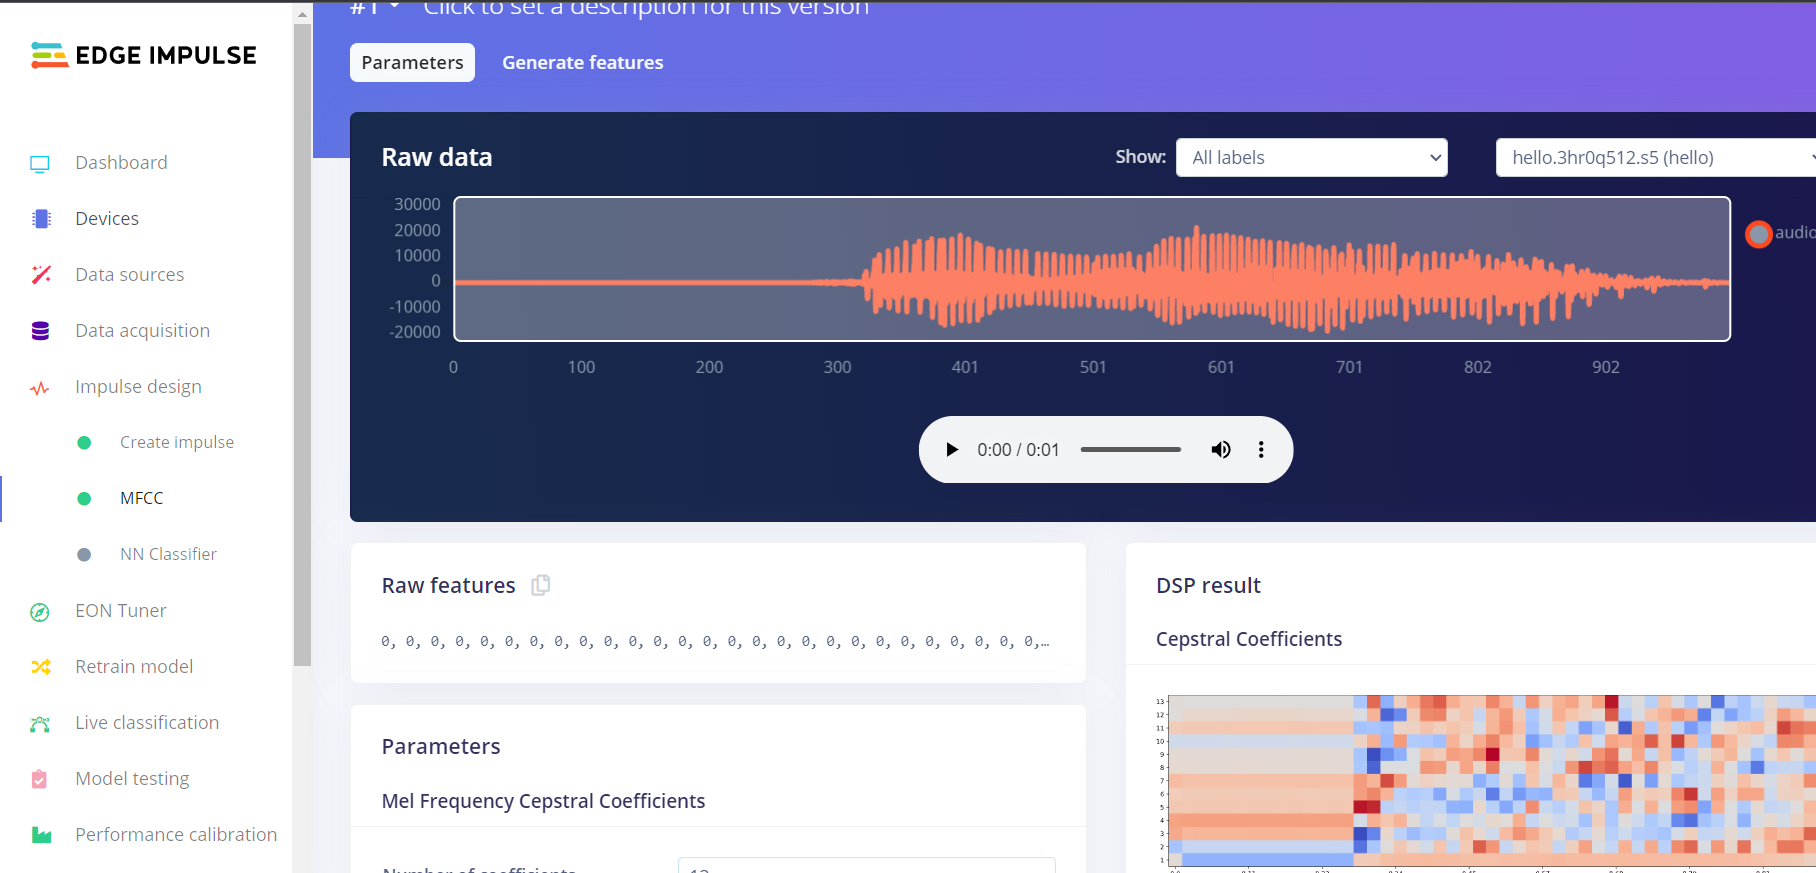 #1 Click to set a description for this version
EDGE IMPULSE
Parameters Generate features
Raw data Show: All labels hello.3hr0q512.s5 (hello)
30000
20000
10000
0
-10000
-20000
audio
0 100 200 300 401 501 601 701 802 902
0:00 / 0:01
Dashboard
Devices
Data sources
Data acquisition
Impulse design
Create impulse
MFCC
NN Classifier
EON Tuner
Retrain model
Live classification
Model testing
Performance calibration
Raw features
0, 0, 0, 0, 0, 0, 0, 0, 0, 0, 0, 0, 0, 0, 0, 0, 0, 0, 0, 0, 0, 0, 0, 0, 0, 0, 0,…
Parameters
Mel Frequency Cepstral Coefficients
Number of coefficients 13
DSP result
Cepstral Coefficients
13
12
11
10
9
8
7
6
5
4
3
2
1